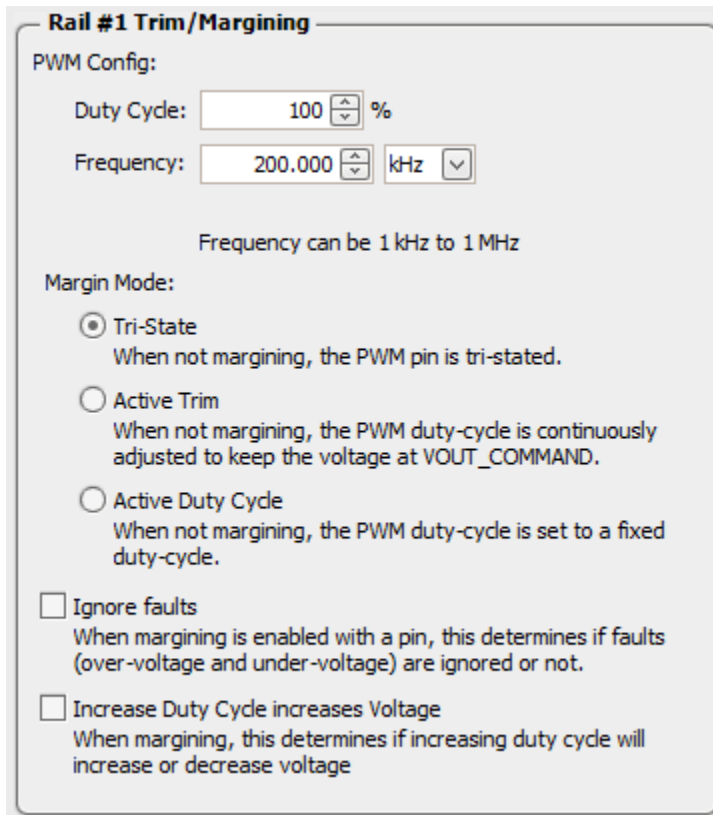 Rail #1 Trim/Margining
PWM Config:
Duty Cycle: 100 %
Frequency: 200.000 kHz
Frequency can be 1 kHz to 1 MHz
Margin Mode:
Tri-State
When not margining, the PWM pin is tri-stated.
Active Trim
When not margining, the PWM duty-cycle is continuously
adjusted to keep the voltage at VOUT_COMMAND.
Active Duty Cycle
When not margining, the PWM duty-cycle is set to a fixed
duty-cycle.
Ignore faults
When margining is enabled with a pin, this determines if faults
(over-voltage and under-voltage) are ignored or not.
Increase Duty Cycle increases Voltage
When margining, this determines if increasing duty cycle will
increase or decrease voltage